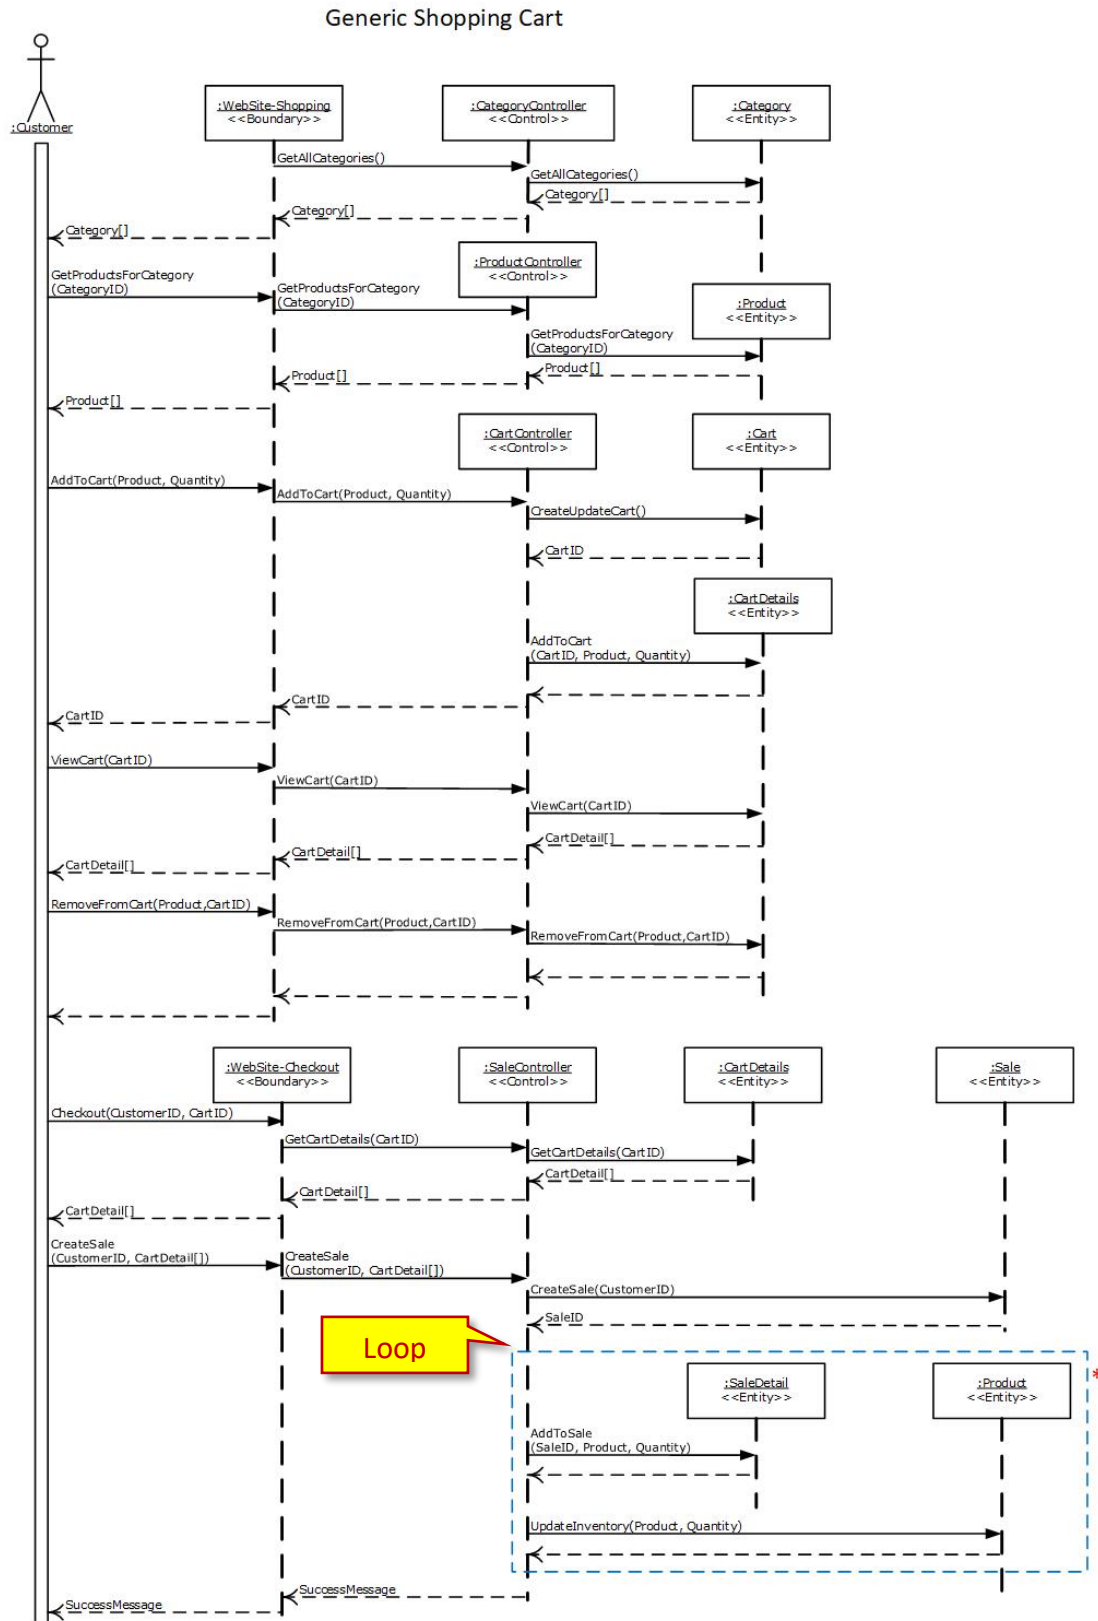 Generic Shopping Cart
:Customer
:WebSite-Shopping
<<Boundary>>
:CategoryController
<<Control>>
:Category
<<Entity>>
GetAllCategories()
GetAllCategories()
Category[]
Category[]
Category[]
:ProductController
<<Control>>
GetProductsForCategory
(CategoryID)
GetProductsForCategory
(CategoryID)
:Product
<<Entity>>
GetProductsForCategory
(CategoryID)
Product[]
Product[]
Product[]
:CartController
<<Control>>
:Cart
<<Entity>>
AddToCart(Product, Quantity)
AddToCart(Product, Quantity)
CreateUpdateCart()
CartID
:CartDetails
<<Entity>>
AddToCart
(CartID, Product, Quantity)
CartID
CartID
ViewCart(CartID)
ViewCart(CartID)
ViewCart(CartID)
CartDetail[]
CartDetail[]
CartDetail[]
RemoveFromCart(Product,CartID)
RemoveFromCart(Product,CartID)
RemoveFromCart(Product,CartID)
:WebSite-Checkout
<<Boundary>>
:SaleController
<<Control>>
:CartDetails
<<Entity>>
:Sale
<<Entity>>
Checkout(CustomerID, CartID)
GetCartDetails(CartID)
GetCartDetails(CartID)
CartDetail[]
CartDetail[]
CartDetail[]
CreateSale
(CustomerID, CartDetail[])
CreateSale
(CustomerID, CartDetail[])
CreateSale(CustomerID)
SaleID
Loop
*
:SaleDetail
<<Entity>>
:Product
<<Entity>>
AddToSale
(SaleID, Product, Quantity)
UpdateInventory(Product, Quantity)
SuccessMessage
SuccessMessage